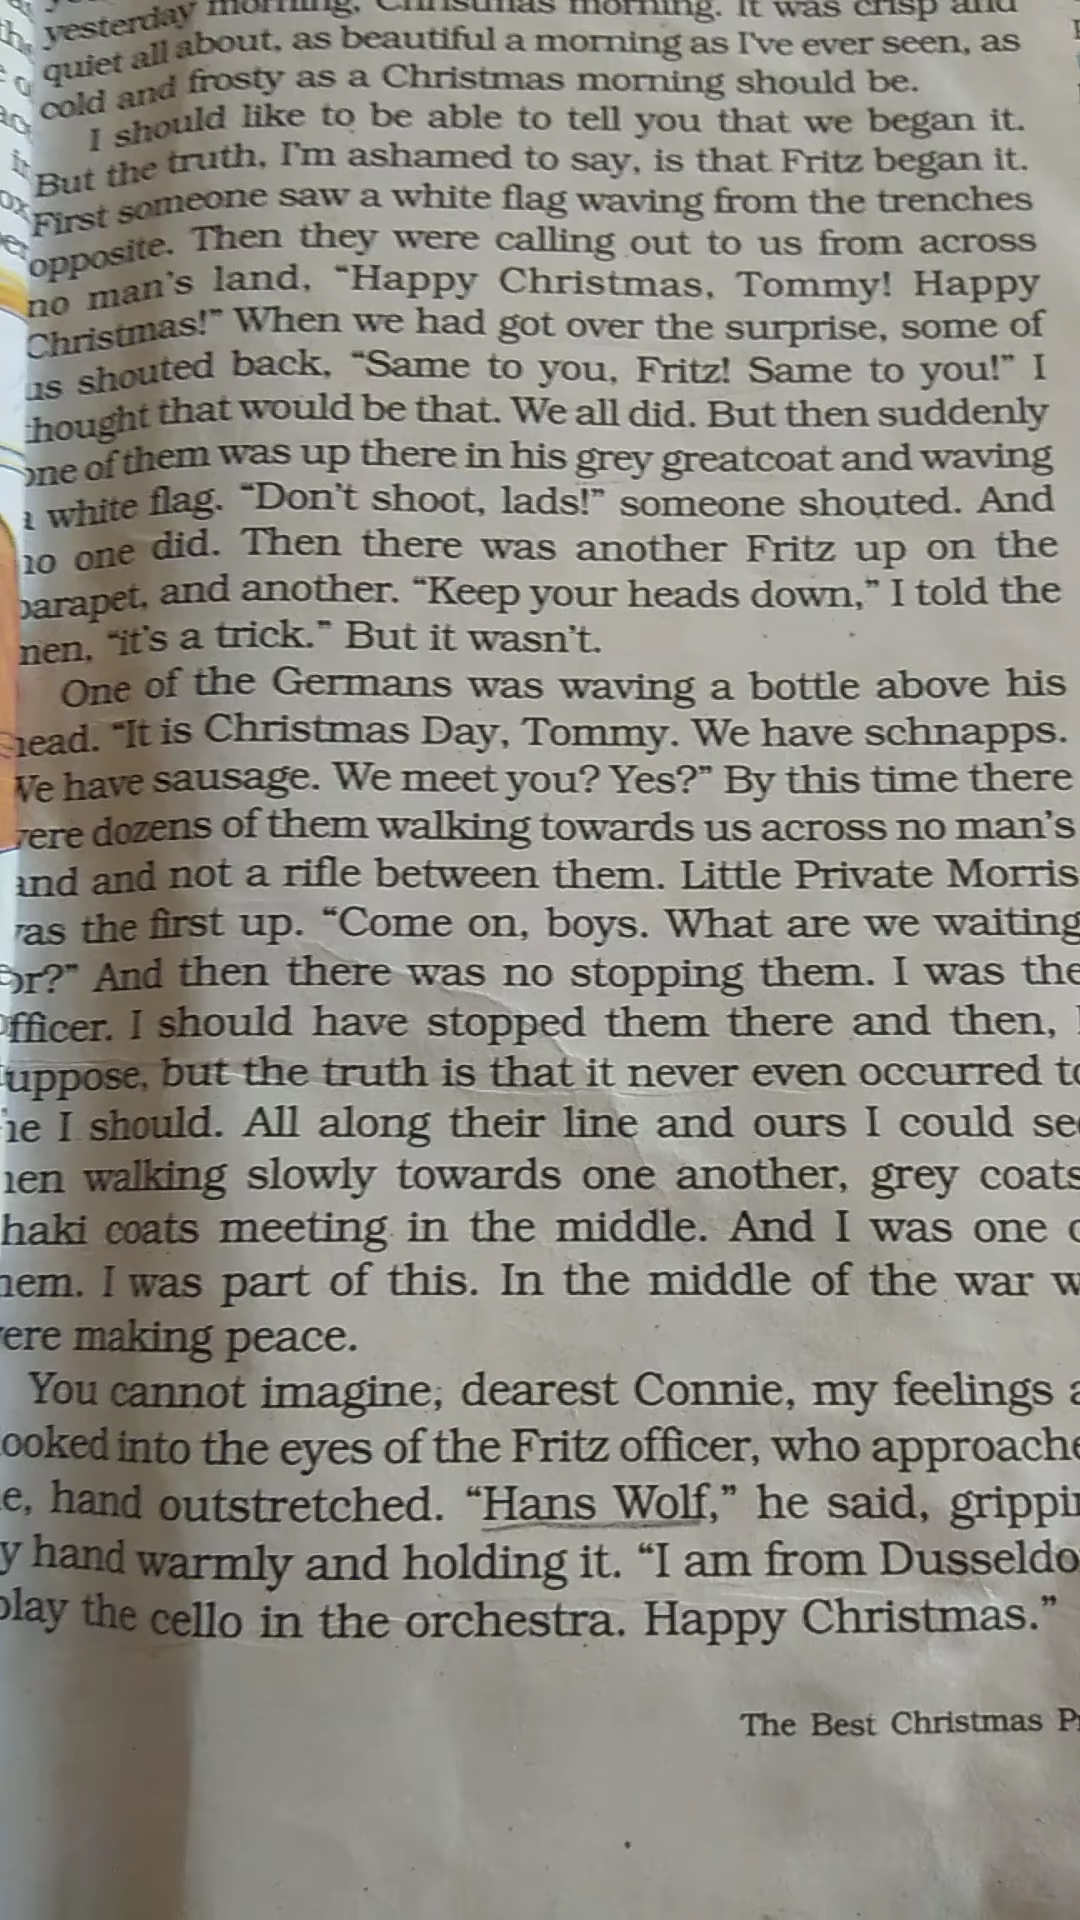 yesterday morning, Christmas morning. It was crisp and
quiet all about, as beautiful a morning as I've ever seen, as
cold and frosty as a Christmas morning should be.
I should like to be able to tell you that we began it.
But the truth, I'm ashamed to say, is that Fritz began it.
First someone saw a white flag waving from the trenches
opposite. Then they were calling out to us from across
no man's land, “Happy Christmas, Tommy! Happy
Christmas!” When we had got over the surprise, some of
us shouted back, “Same to you, Fritz! Same to you!” I
thought that would be that. We all did. But then suddenly
one of them was up there in his grey greatcoat and waving
a white flag. “Don't shoot, lads!” someone shouted. And
no one did. Then there was another Fritz up on the
parapet, and another. “Keep your heads down,” I told the
men, “it's a trick.” But it wasn't.
One of the Germans was waving a bottle above his
head. “It is Christmas Day, Tommy. We have schnapps.
We have sausage. We meet you? Yes?” By this time there
were dozens of them walking towards us across no man's
and and not a rifle between them. Little Private Morris
was the first up. “Come on, boys. What are we waiting
or?” And then there was no stopping them. I was the
officer. I should have stopped them there and then, I
uppose, but the truth is that it never even occurred to
me I should. All along their line and ours I could see
men walking slowly towards one another, grey coats
haki coats meeting in the middle. And I was one
hem. I was part of this. In the middle of the war w
ere making peace.
You cannot imagine, dearest Connie, my feelings a
ooked into the eyes of the Fritz officer, who approache
e, hand outstretched. “Hans Wolf,” he said, grippin
y hand warmly and holding it. “I am from Dusseldo
play the cello in the orchestra. Happy Christmas.”
The Best Christmas P